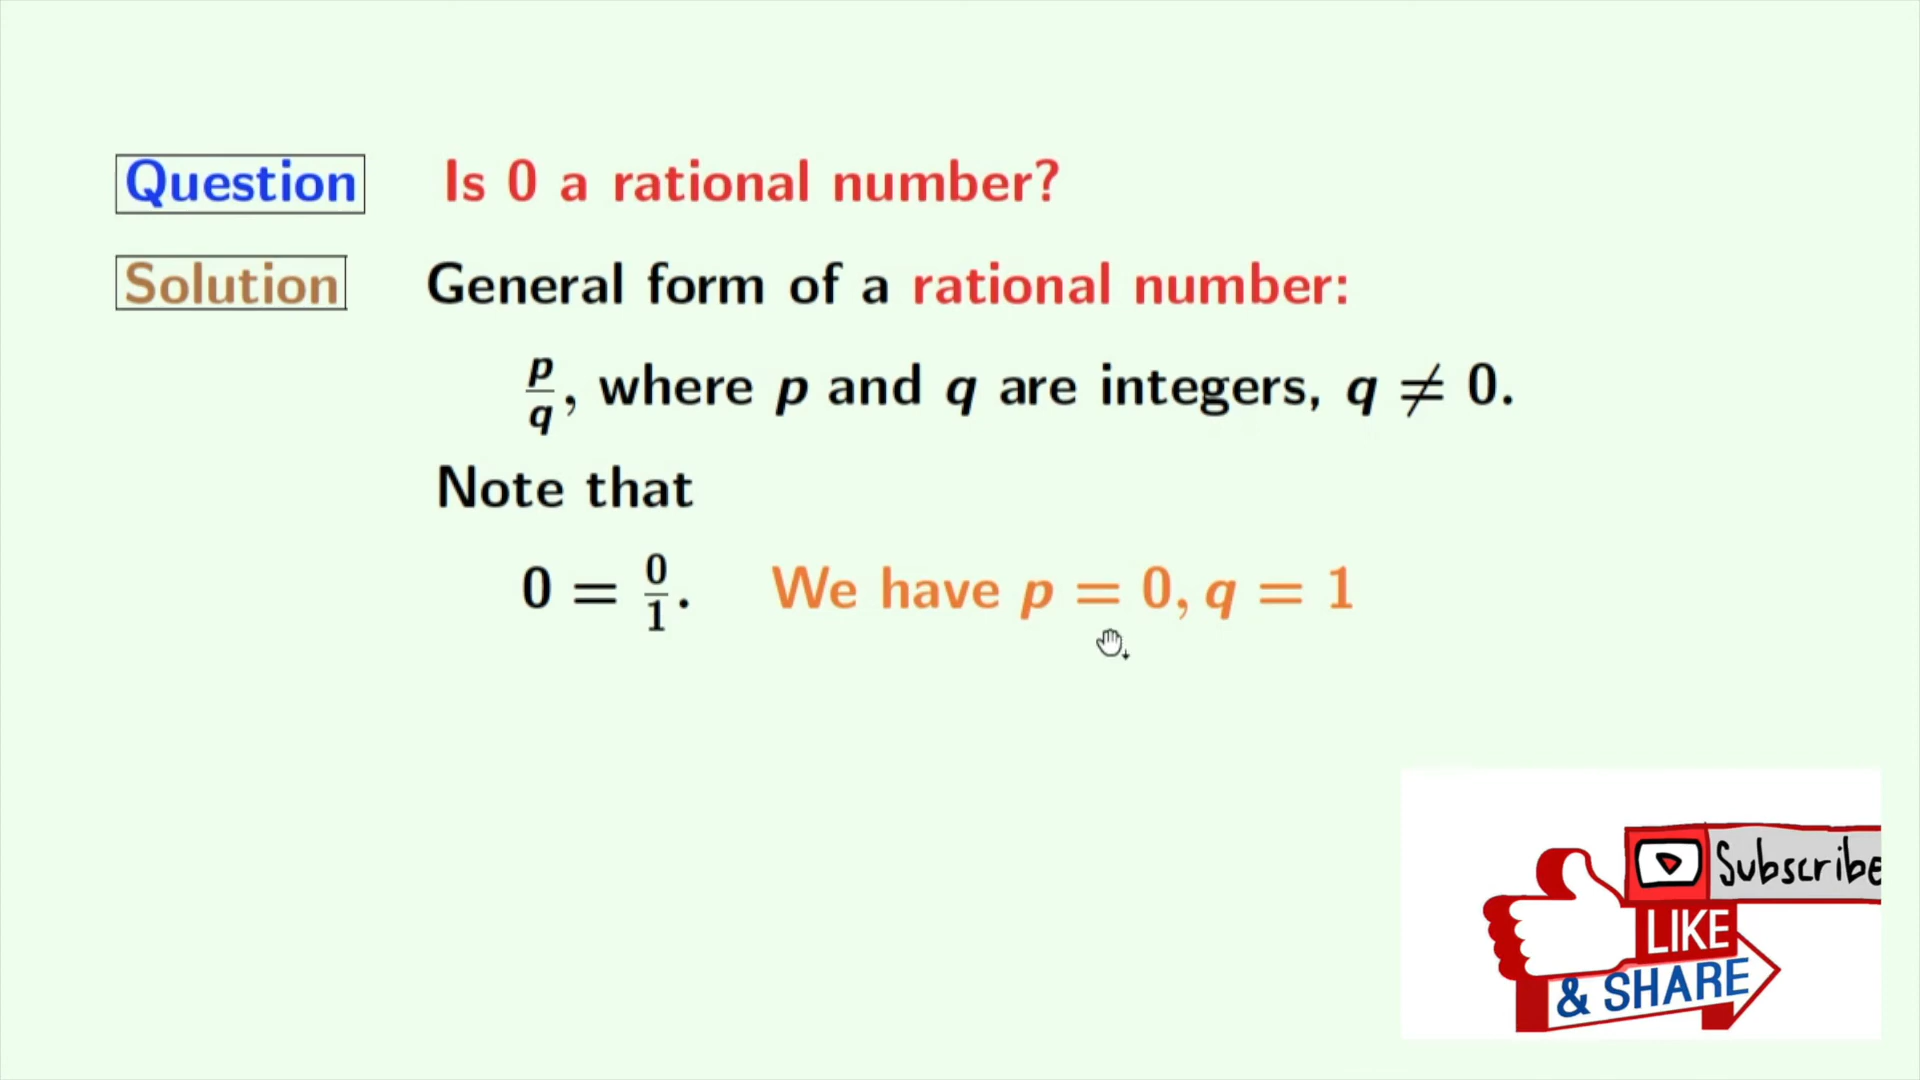 Question Is 0 a rational number?
Solution General form of a rational number:
p/q, where p and q are integers, q ≠ 0.
Note that
0 = 0/1. We have p = 0, q = 1
Subscribe
LIKE
& SHARE